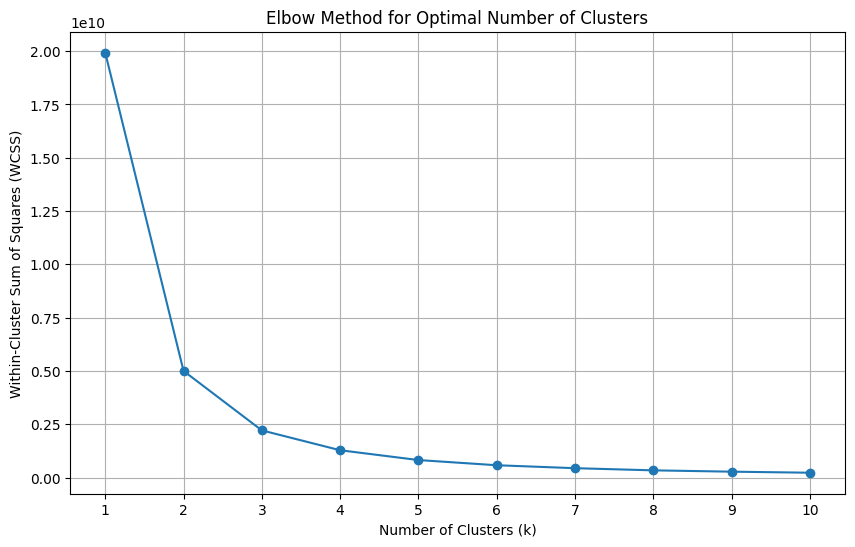 Elbow Method for Optimal Number of Clusters
1e10
2.00
1.75
1.50
1.25
1.00
0.75
0.50
0.25
0.00
Within-Cluster Sum of Squares (WCSS)
1 2 3 4 5 6 7 8 9 10
Number of Clusters (k)